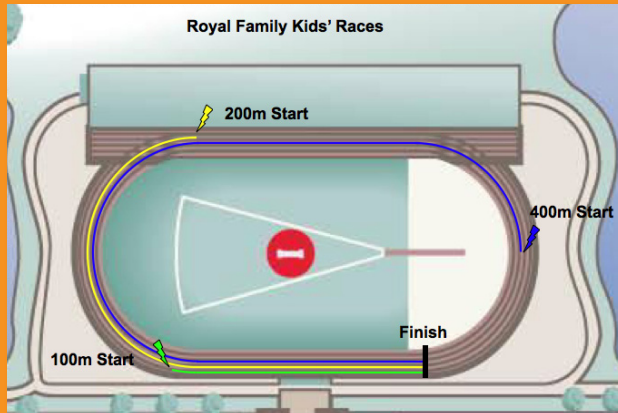 Royal Family Kids' Races
200m Start
400m Start
Finish
100m Start